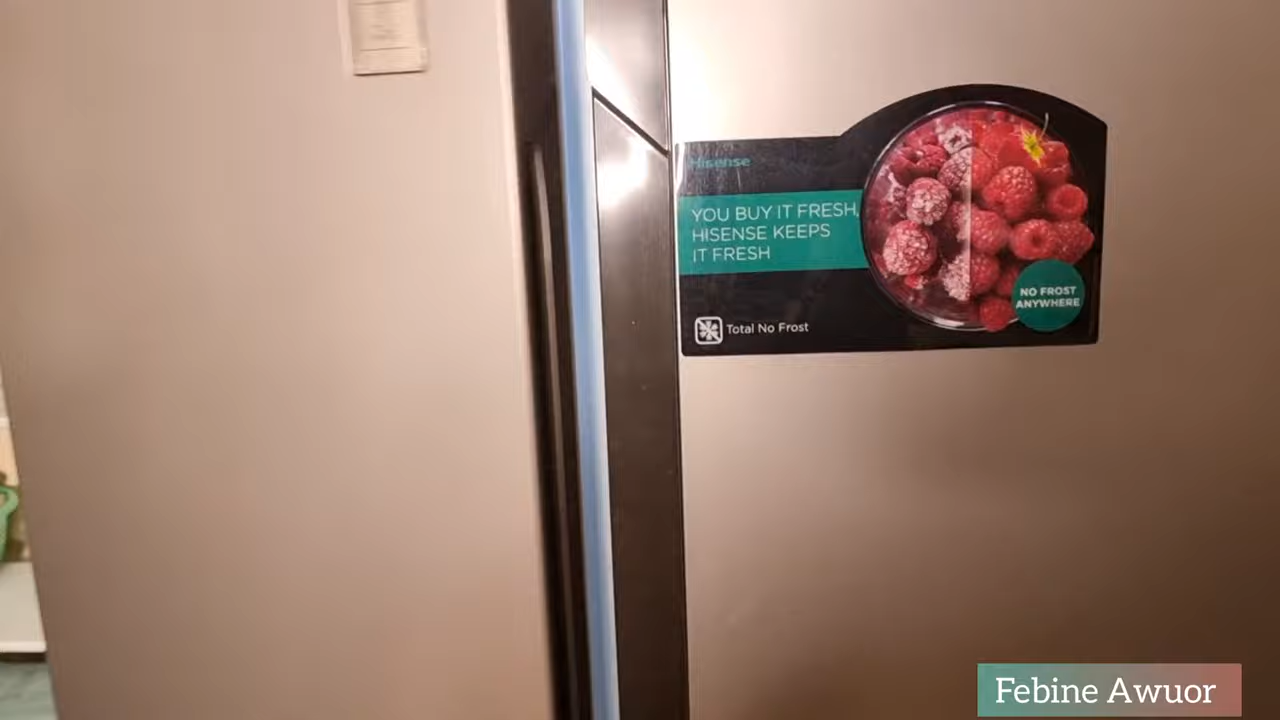 Hisense
YOU BUY IT FRESH,
HISENSE KEEPS
IT FRESH
NO FROST
ANYWHERE
Total No Frost
Febine Awuor